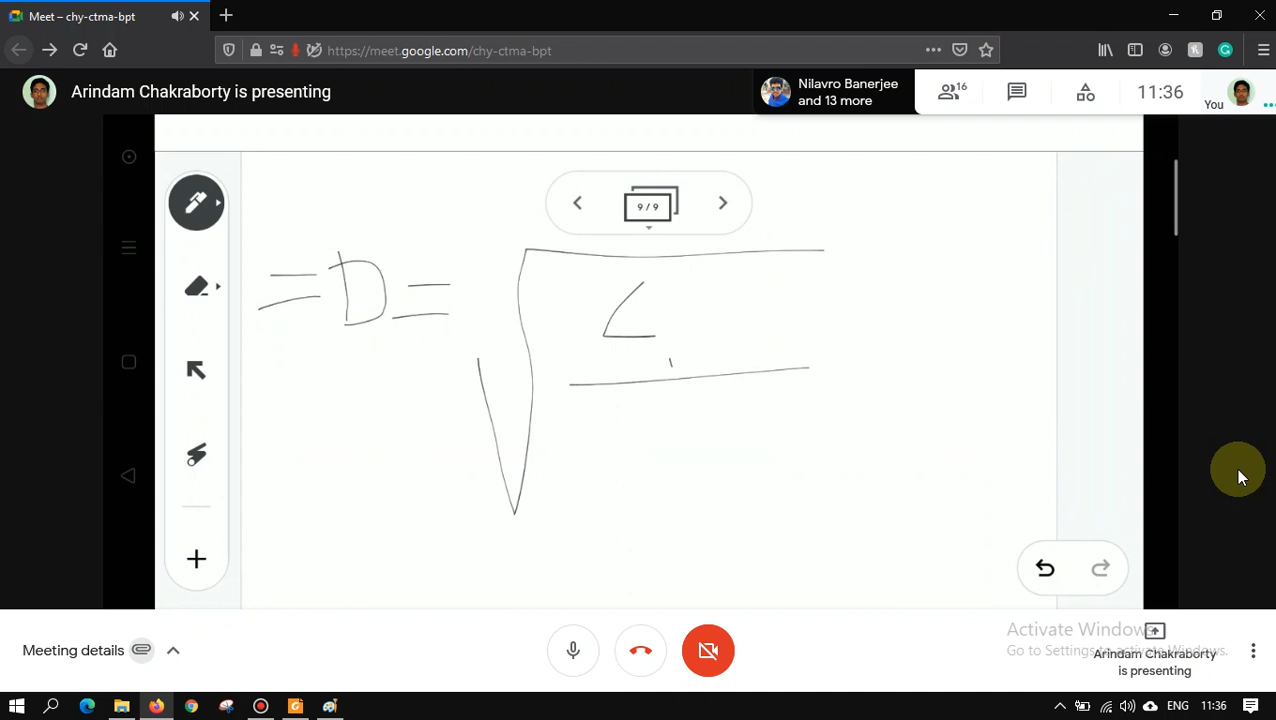 Meet – chy-ctma-bpt
https://meet.google.com/chy-ctma-bpt
Arindam Chakraborty is presenting
Nilavro Banerjee
and 13 more
16
11:36
You
9 / 9
= D = √
Meeting details
Activate Windows
Go to Settings to activate Windows.
Arindam Chakraborty
is presenting
ENG
11:36